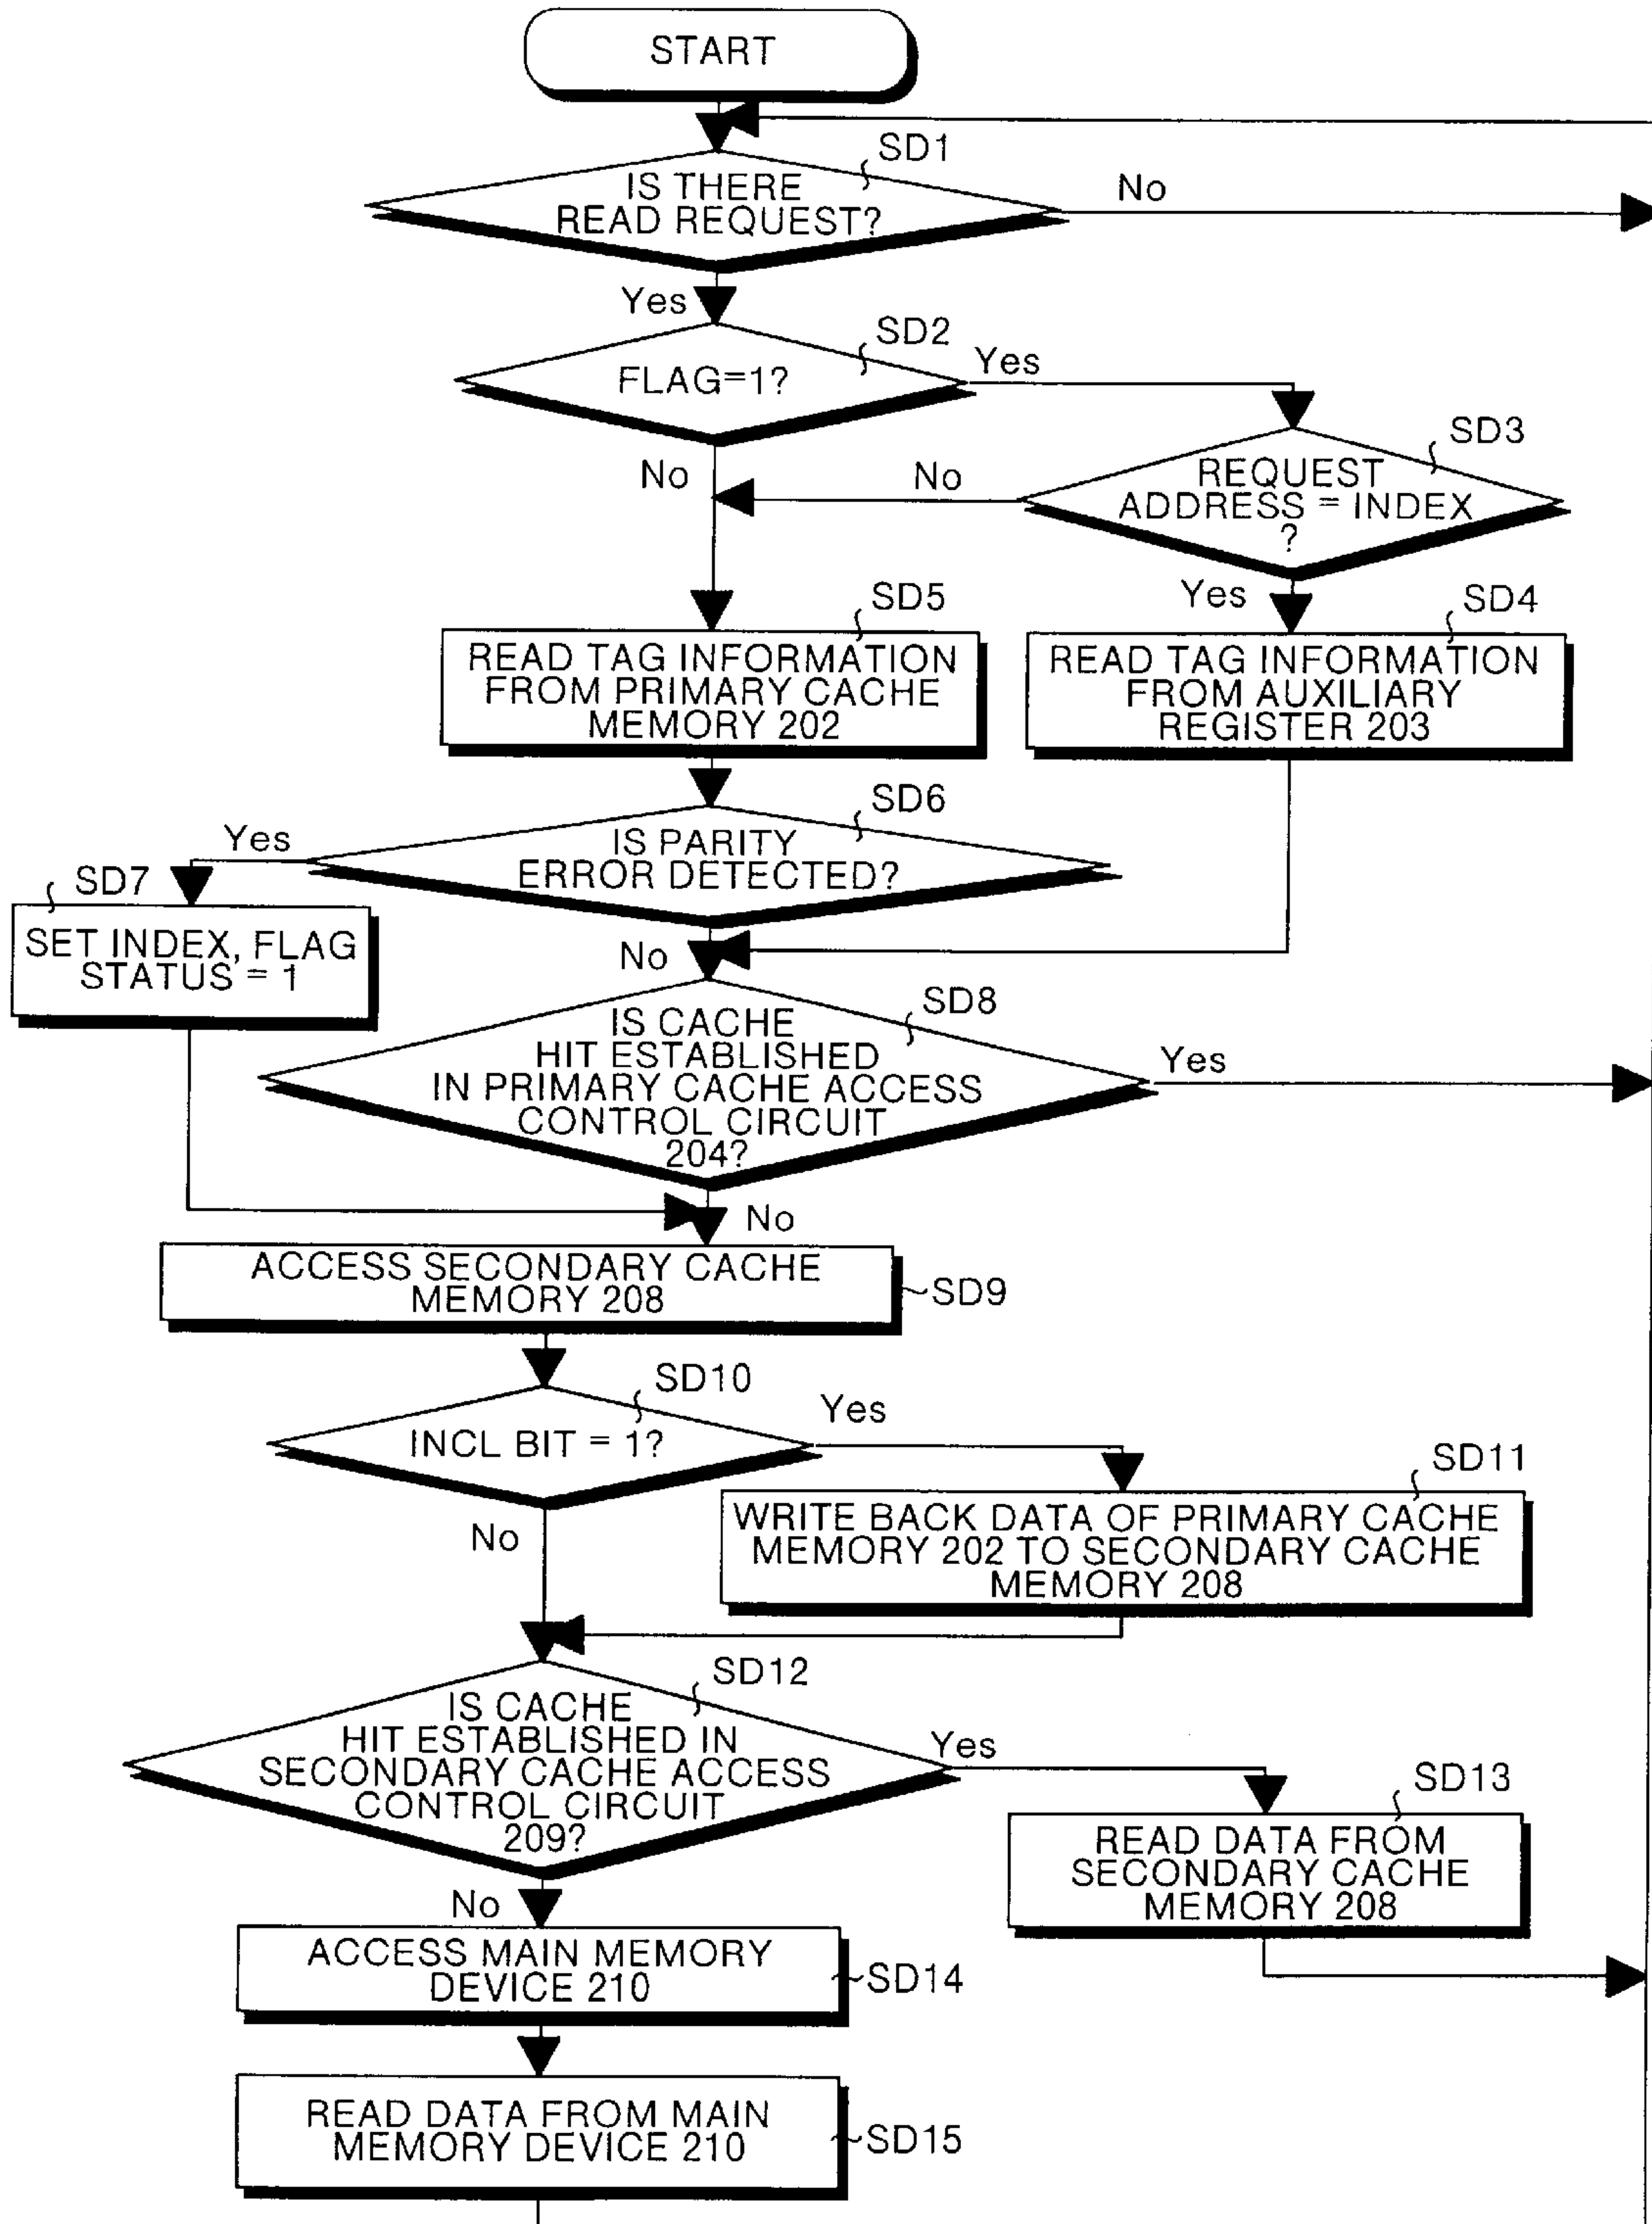 START
SD1
IS THERE
READ REQUEST?
No
Yes
SD2
FLAG=1?
Yes
SD3
REQUEST
ADDRESS = INDEX
?
No
No
Yes
SD5
READ TAG INFORMATION
FROM PRIMARY CACHE
MEMORY 202
SD4
READ TAG INFORMATION
FROM AUXILIARY
REGISTER 203
SD6
IS PARITY
ERROR DETECTED?
Yes
SD7
SET INDEX, FLAG
STATUS = 1
No
SD8
IS CACHE
HIT ESTABLISHED
IN PRIMARY CACHE ACCESS
CONTROL CIRCUIT
204?
Yes
No
ACCESS SECONDARY CACHE
MEMORY 208
SD9
SD10
INCL BIT = 1?
Yes
No
SD11
WRITE BACK DATA OF PRIMARY CACHE
MEMORY 202 TO SECONDARY CACHE
MEMORY 208
SD12
IS CACHE
HIT ESTABLISHED IN
SECONDARY CACHE ACCESS
CONTROL CIRCUIT
209?
Yes
SD13
READ DATA FROM
SECONDARY CACHE
MEMORY 208
No
ACCESS MAIN MEMORY
DEVICE 210
SD14
READ DATA FROM MAIN
MEMORY DEVICE 210
SD15